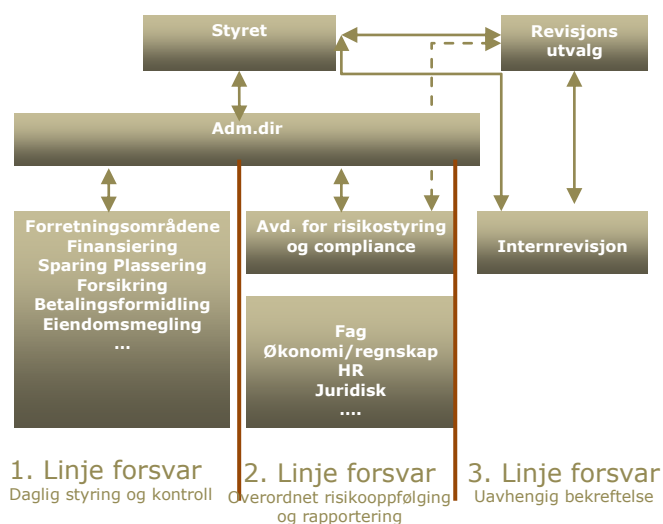 Styret
Revisjons
utvalg
Adm.dir
Forretningsområdene
Finansiering
Sparing Plassering
Forsikring
Betalingsformidling
Eiendomsmegling
...
Avd. for risikostyring
og compliance
Internrevisjon
Fag
Økonomi/regnskap
HR
Juridisk
....
1. Linje forsvar
Daglig styring og kontroll
2. Linje forsvar
Overordnet risikooppfølging
og rapportering
3. Linje forsvar
Uavhengig bekreftelse